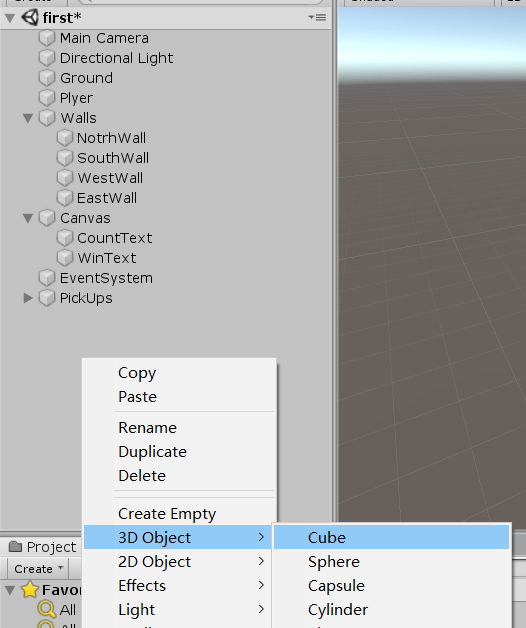 first*
Main Camera
Directional Light
Ground
Plyer
Walls
NotrhWall
SouthWall
WestWall
EastWall
Canvas
CountText
WinText
EventSystem
PickUps
Copy
Paste
Rename
Duplicate
Delete
Create Empty
3D Object
Cube
2D Object
Sphere
Effects
Capsule
Light
Cylinder
Project
Create
Favor
All